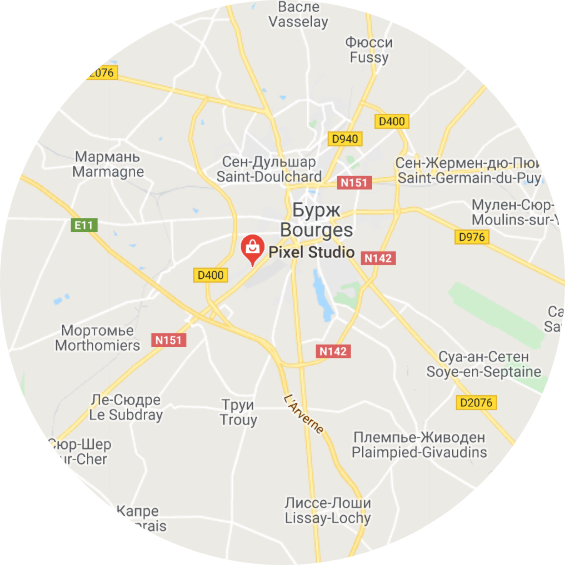 Васле
Vasselay
Фюсси
Fussy
2076
D400
D940
Мармань
Marmagne
Сен-Дульшар
Saint-Doulchard
Сен-Жермен-дю-Пюи
Saint-Germain-du-Puy
N151
Мулен-Сюр-
Moulins-sur-
Бурж
Bourges
E11
D976
Pixel Studio
N142
D400
Мортомье
Morthomiers
N151
N142
Суа-ан-Сетен
Soye-en-Septaine
Ле-Сюдре
Le Subdray
L'Arverne
D2076
Труи
Trouy
Сюр-Шер
ur-Cher
Племпье-Живоден
Plaimpied-Givaudins
Капре
rais
Лиссе-Лоши
Lissay-Lochy